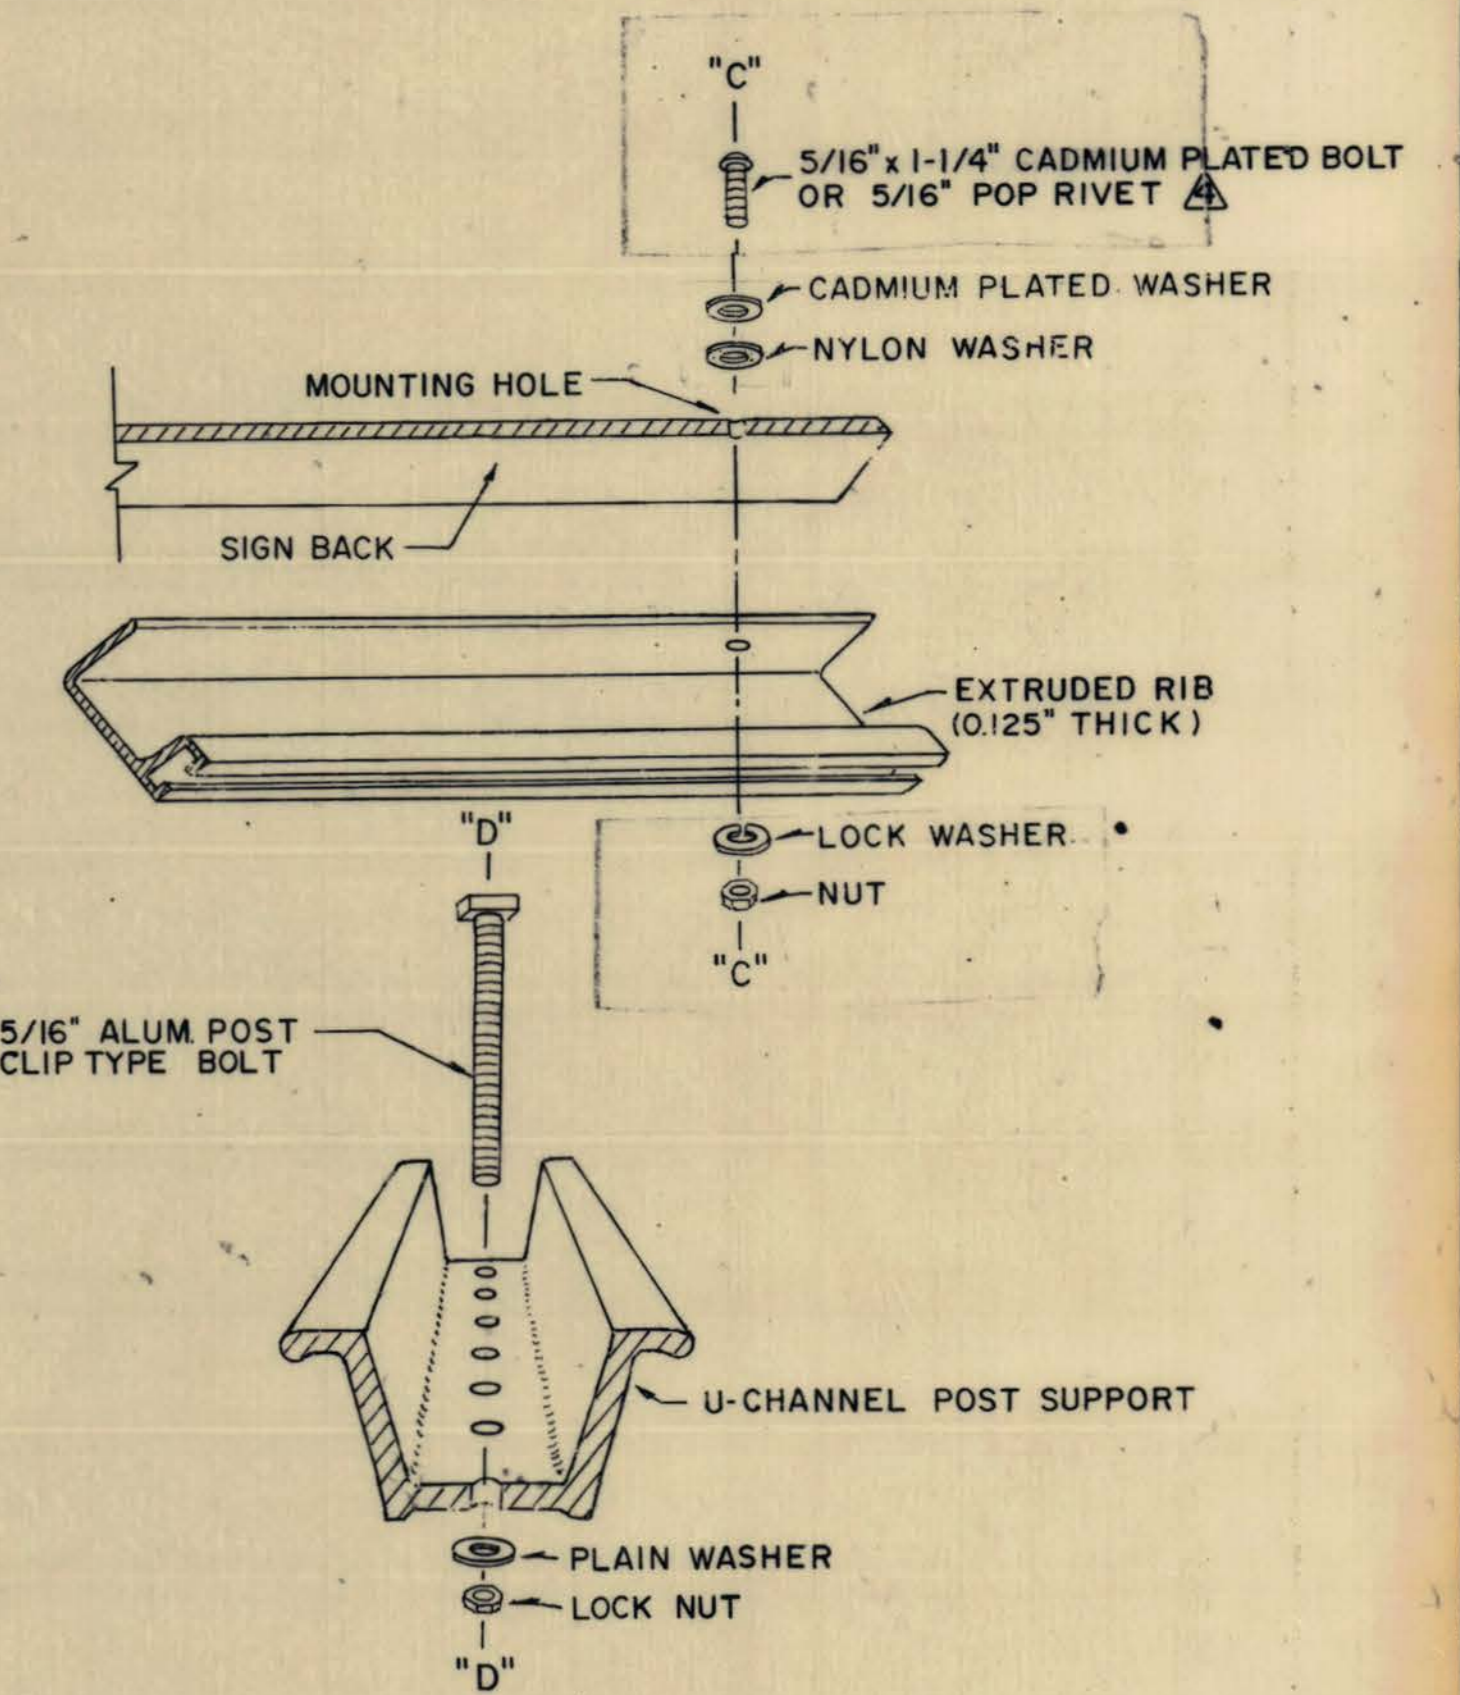 "C"
5/16" x 1-1/4" CADMIUM PLATED BOLT
OR 5/16" POP RIVET 4
CADMIUM PLATED WASHER
NYLON WASHER
MOUNTING HOLE
SIGN BACK
EXTRUDED RIB
(0.125" THICK)
"D"
LOCK WASHER
NUT
"C"
5/16" ALUM. POST
CLIP TYPE BOLT
U-CHANNEL POST SUPPORT
PLAIN WASHER
LOCK NUT
"D"